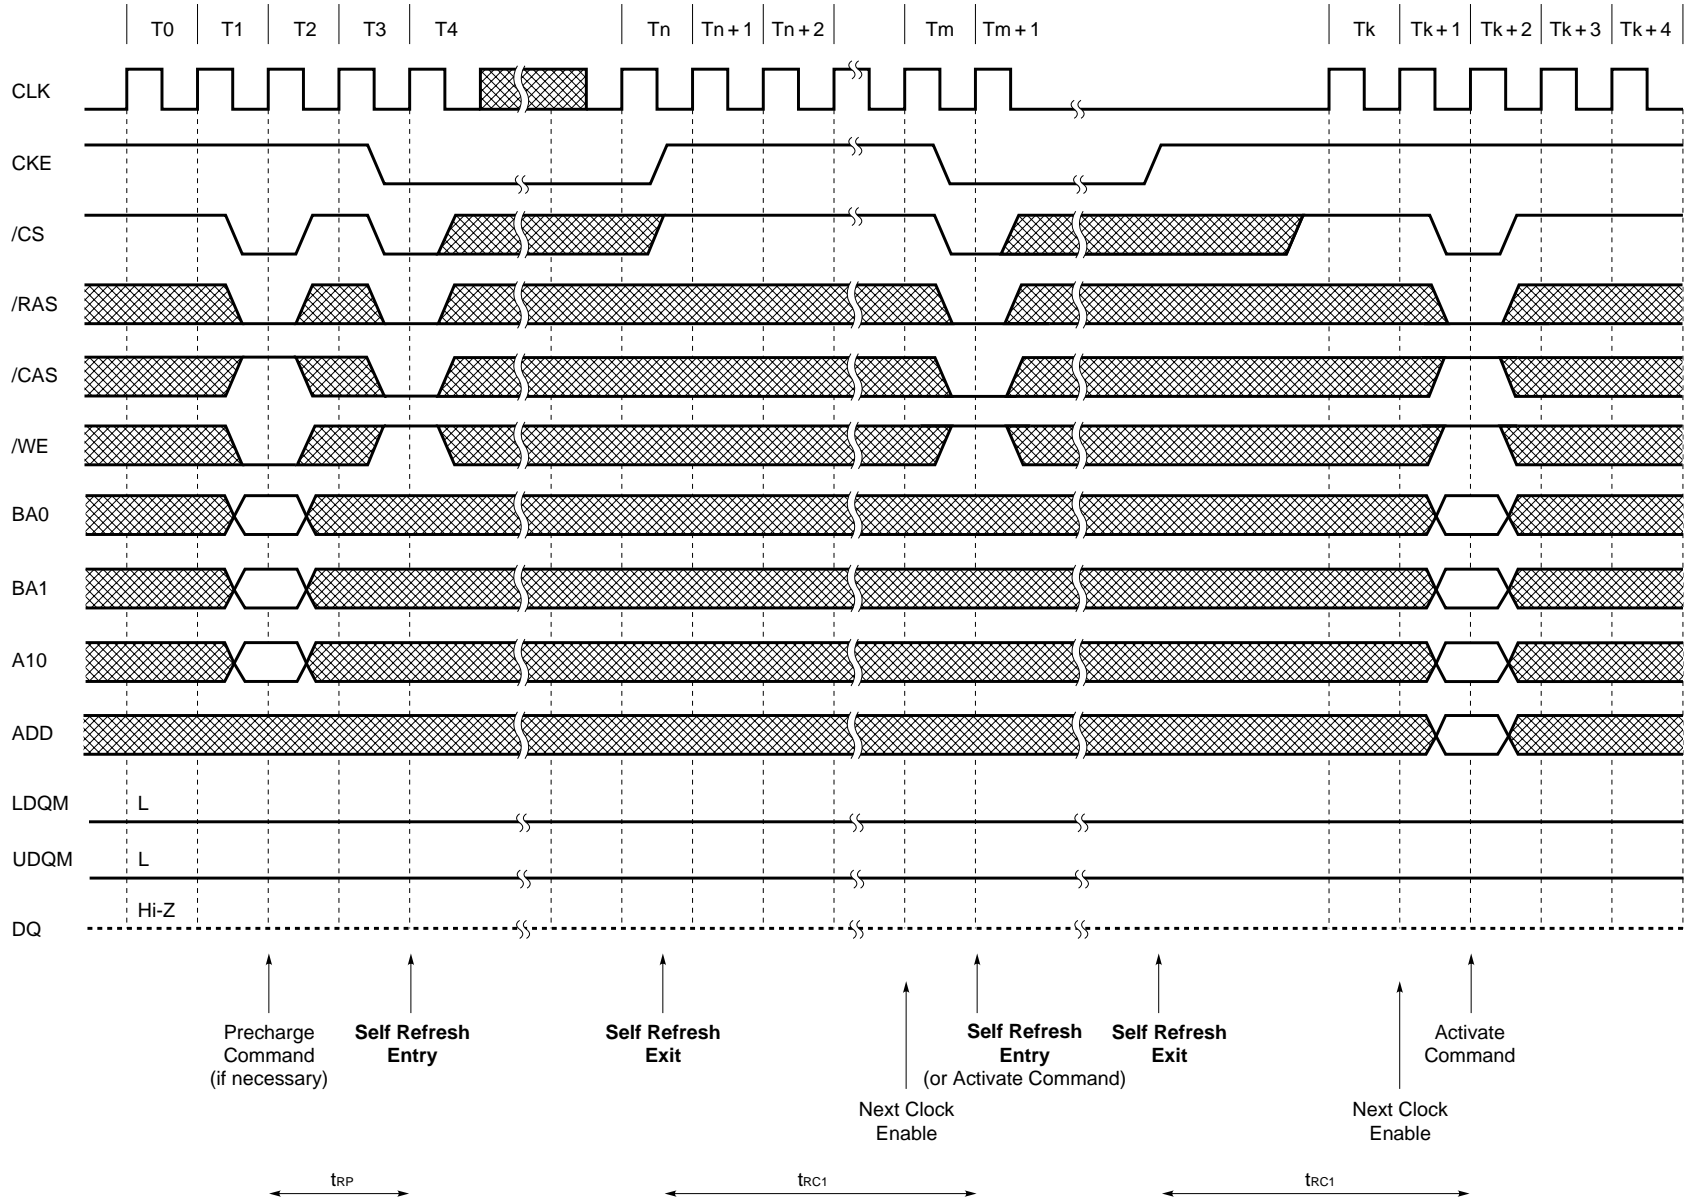 T0 T1 T2 T3 T4 Tn Tn + 1 Tn + 2 Tm Tm + 1 Tk Tk + 1 Tk + 2 Tk + 3 Tk + 4
CLK
CKE
/CS
/RAS
/CAS
/WE
BA0
BA1
A10
ADD
LDQM L
UDQM L
Hi-Z
DQ
Precharge
Command
(if necessary)
Self Refresh
Entry
Self Refresh
Exit
Next Clock
Enable
Self Refresh
Entry
(or Activate Command)
Self Refresh
Exit
Next Clock
Enable
Activate
Command
tRP tRC1 tRC1